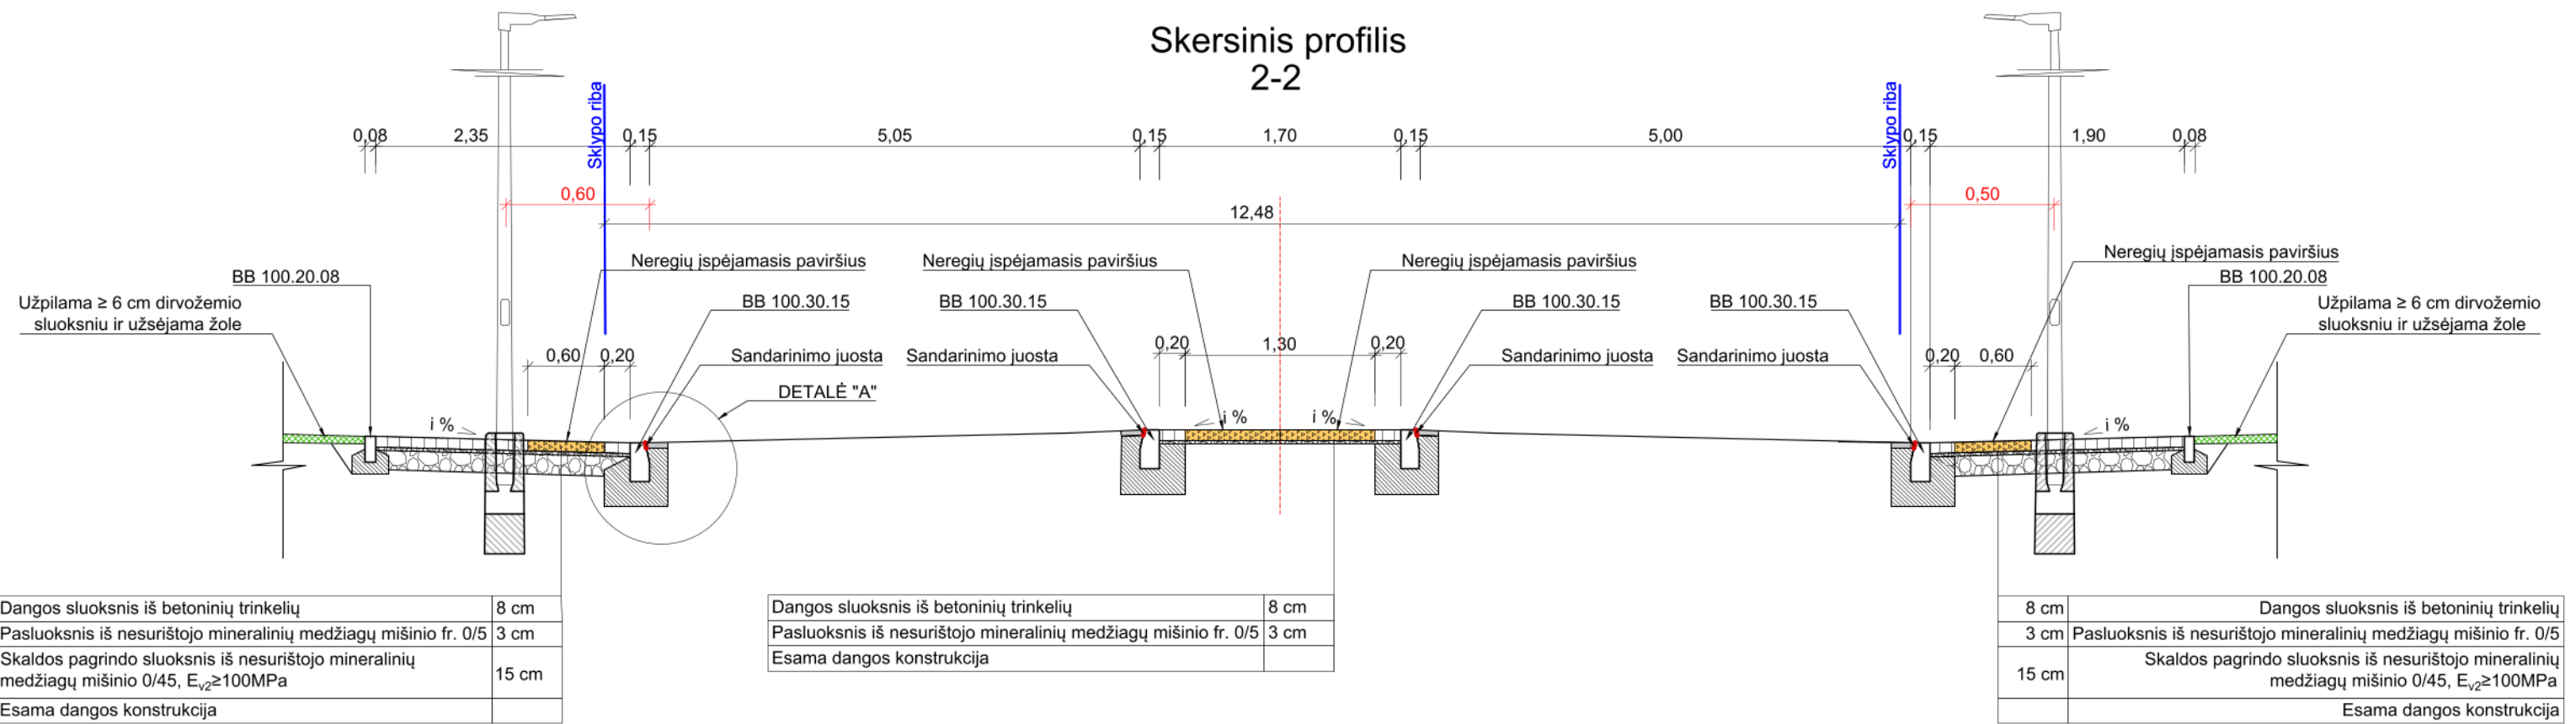 Skersinis profilis
2-2
Sklypo riba
Sklypo riba
0,08
2,35
0,15
5,05
0,15
1,70
0,15
5,00
0,15
1,90
0,08
0,60
0,50
12,48
Neregių įspėjamasis paviršius
Neregių įspėjamasis paviršius
Neregių įspėjamasis paviršius
Neregių įspėjamasis paviršius
BB 100.20.08
BB 100.20.08
Užpilama ≥ 6 cm dirvožemio
sluoksniu ir užsėjama žole
BB 100.30.15
BB 100.30.15
BB 100.30.15
BB 100.30.15
Užpilama ≥ 6 cm dirvožemio
sluoksniu ir užsėjama žole
0,60
0,20
Sandarinimo juosta
Sandarinimo juosta
0,20
1,30
0,20
Sandarinimo juosta
Sandarinimo juosta
0,20
0,60
DETALĖ "A"
i %
i %
i %
i %
Dangos sluoksnis iš betoninių trinkelių 8 cm
Pasluoksnis iš nesurištojo mineralinių medžiagų mišinio fr. 0/5 3 cm
Skaldos pagrindo sluoksnis iš nesurištojo mineralinių
medžiagų mišinio 0/45, Ev2≥100MPa 15 cm
Esama dangos konstrukcija
Dangos sluoksnis iš betoninių trinkelių 8 cm
Pasluoksnis iš nesurištojo mineralinių medžiagų mišinio fr. 0/5 3 cm
Esama dangos konstrukcija
8 cm Dangos sluoksnis iš betoninių trinkelių
3 cm Pasluoksnis iš nesurištojo mineralinių medžiagų mišinio fr. 0/5
15 cm Skaldos pagrindo sluoksnis iš nesurištojo mineralinių
medžiagų mišinio 0/45, Ev2≥100MPa
Esama dangos konstrukcija